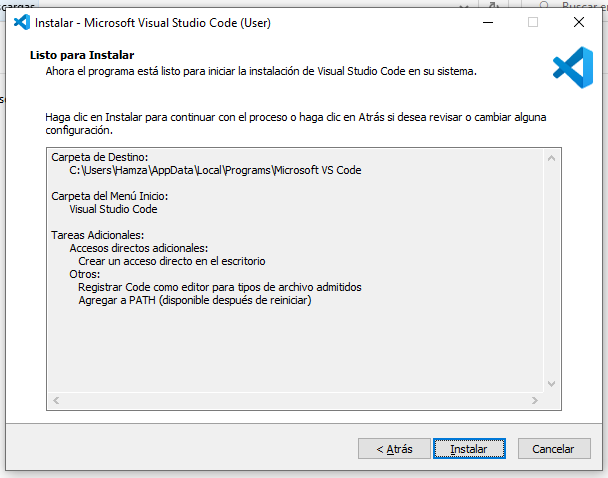 scargas
Buscar en
Instalar - Microsoft Visual Studio Code (User)
Listo para Instalar
Ahora el programa está listo para iniciar la instalación de Visual Studio Code en su sistema.
Haga clic en Instalar para continuar con el proceso o haga clic en Atrás si desea revisar o cambiar alguna
configuración.
Carpeta de Destino:
C:\Users\Hamza\AppData\Local\Programs\Microsoft VS Code
Carpeta del Menú Inicio:
Visual Studio Code
Tareas Adicionales:
Accesos directos adicionales:
Crear un acceso directo en el escritorio
Otros:
Registrar Code como editor para tipos de archivo admitidos
Agregar a PATH (disponible después de reiniciar)
< Atrás
Instalar
Cancelar